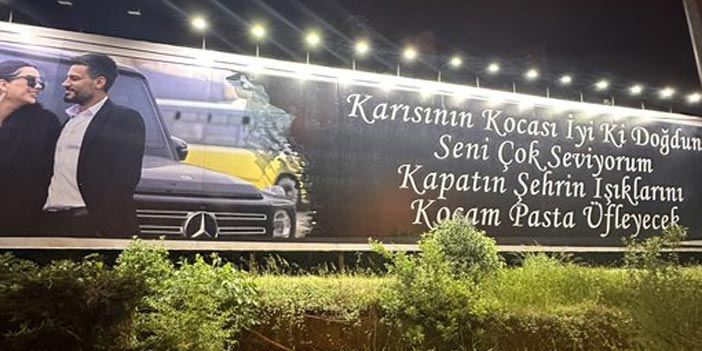 Karısının Kocası İyi Ki Doğdun
Seni Çok Seviyorum
Kapatın Şehrin Işıklarını
Kocam Pasta Üfleyecek